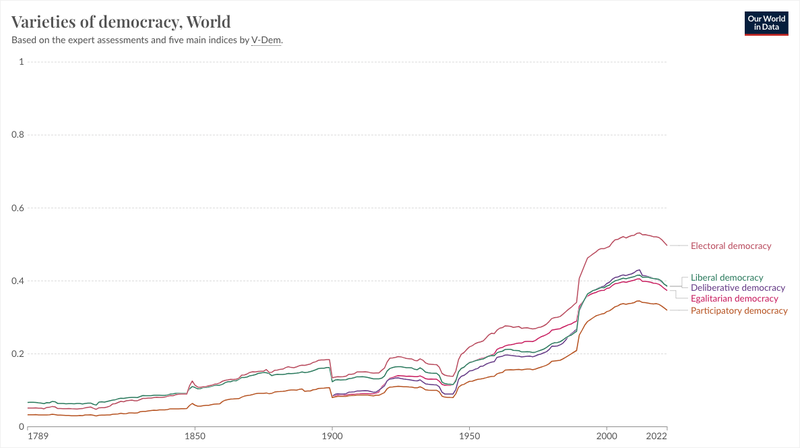 Varieties of democracy, World
Based on the expert assessments and five main indices by V-Dem.
Our World
in Data
1
0.8
0.6
0.4
0.2
0
Electoral democracy
Liberal democracy
Deliberative democracy
Egalitarian democracy
Participatory democracy
1789
1850
1900
1950
2000
2022